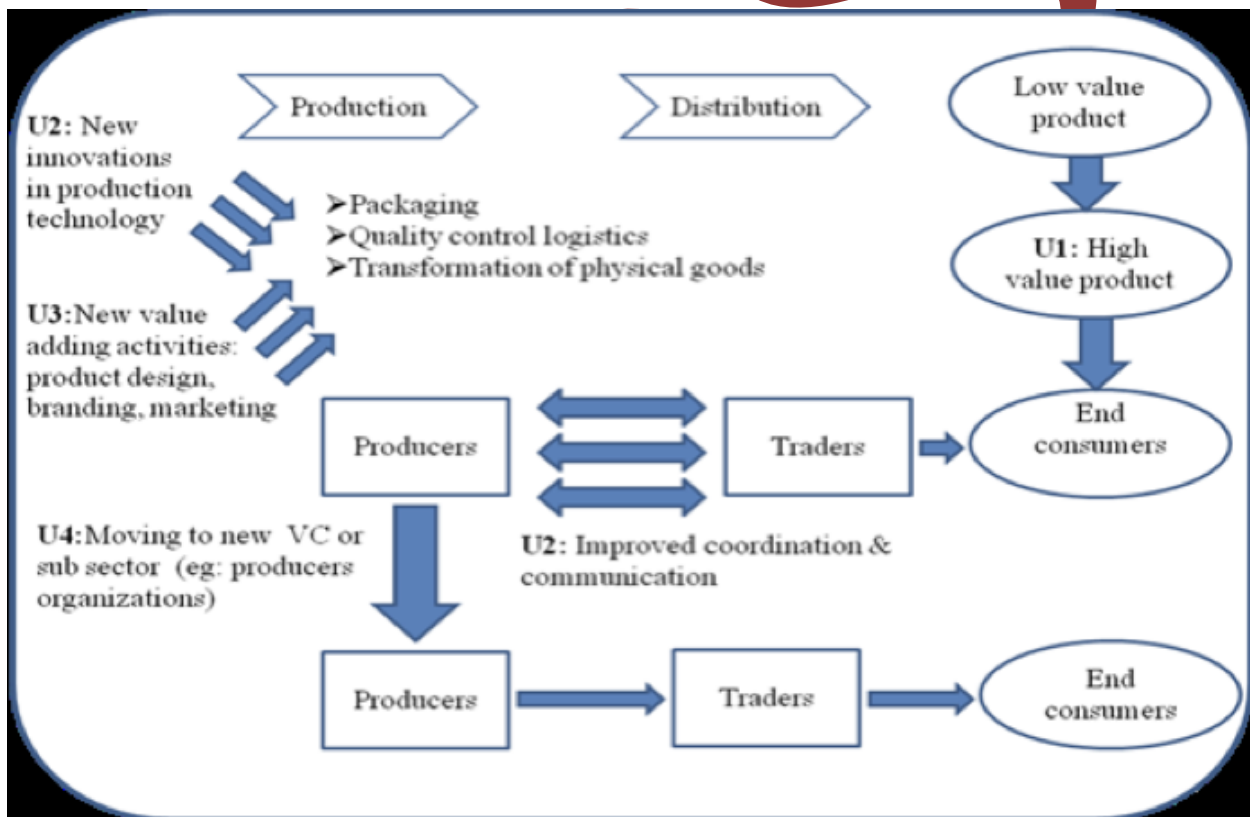 Production
Distribution
Low value
product
U2: New
innovations
in production
technology
➢Packaging
➢Quality control logistics
➢Transformation of physical goods
U1: High
value product
U3:New value
adding activities:
product design,
branding, marketing
Producers
Traders
End
consumers
U4:Moving to new VC or
sub sector (eg: producers
organizations)
U2: Improved coordination &
communication
Producers
Traders
End
consumers